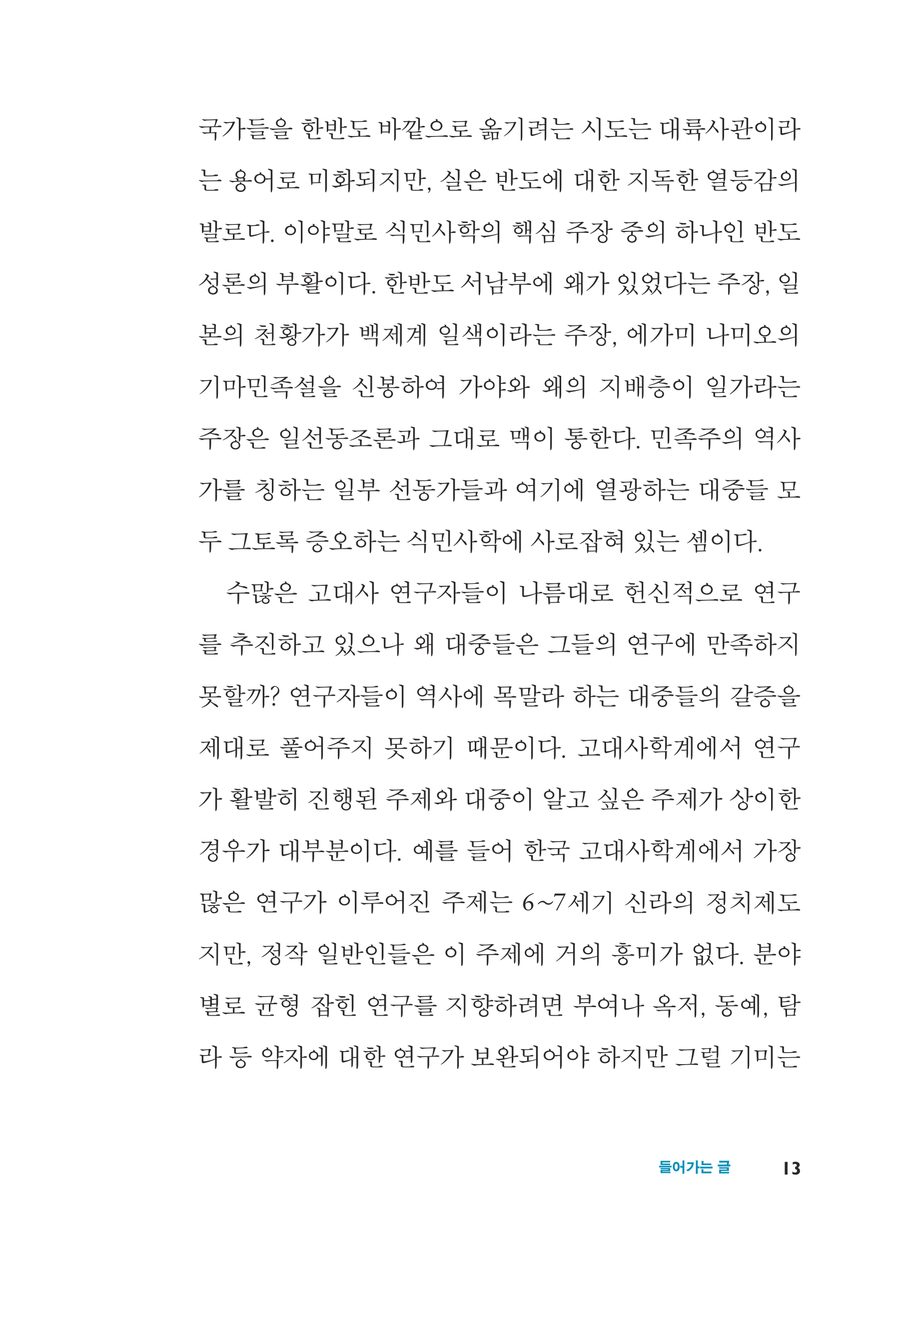 국가들을 한반도 바깥으로 옮기려는 시도는 대륙사관이라
는 용어로 미화되지만, 실은 반도에 대한 지독한 열등감의
발로다. 이야말로 식민사학의 핵심 주장 중의 하나인 반도
성론의 부활이다. 한반도 서남부에 왜가 있었다는 주장, 일
본의 천황가가 백제계 일색이라는 주장, 에가미 나미오의
기마민족설을 신봉하여 가야와 왜의 지배층이 일가라는
주장은 일선동조론과 그대로 맥이 통한다. 민족주의 역사
가를 칭하는 일부 선동가들과 여기에 열광하는 대중들 모
두 그토록 증오하는 식민사학에 사로잡혀 있는 셈이다.
수많은 고대사 연구자들이 나름대로 헌신적으로 연구
를 추진하고 있으나 왜 대중들은 그들의 연구에 만족하지
못할까? 연구자들이 역사에 목말라 하는 대중들의 갈증을
제대로 풀어주지 못하기 때문이다. 고대사학계에서 연구
가 활발히 진행된 주제와 대중이 알고 싶은 주제가 상이한
경우가 대부분이다. 예를 들어 한국 고대사학계에서 가장
많은 연구가 이루어진 주제는 6~7세기 신라의 정치제도
지만, 정작 일반인들은 이 주제에 거의 흥미가 없다. 분야
별로 균형 잡힌 연구를 지향하려면 부여나 옥저, 동예, 탐
라 등 약자에 대한 연구가 보완되어야 하지만 그럴 기미는
들어가는 글 13